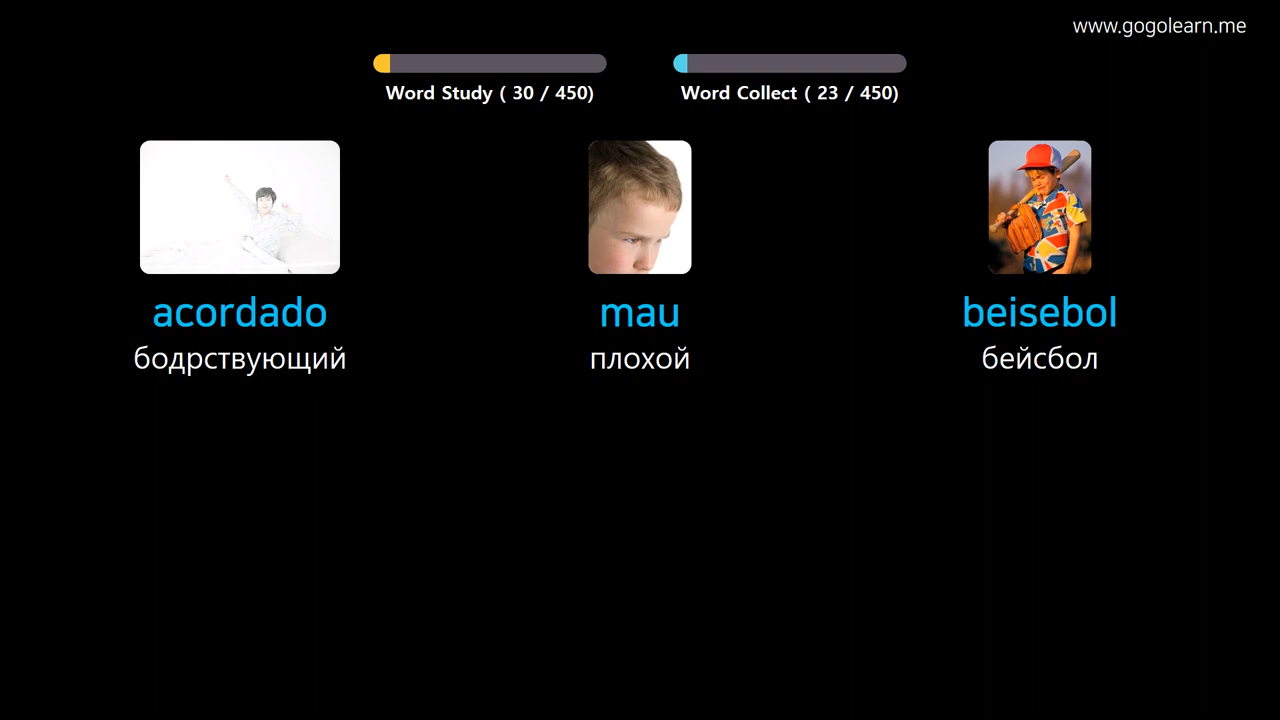 www.gogolearn.me
Word Study ( 30 / 450)
Word Collect ( 23 / 450)
acordado
бодрствующий
mau
плохой
beisebol
бейсбол